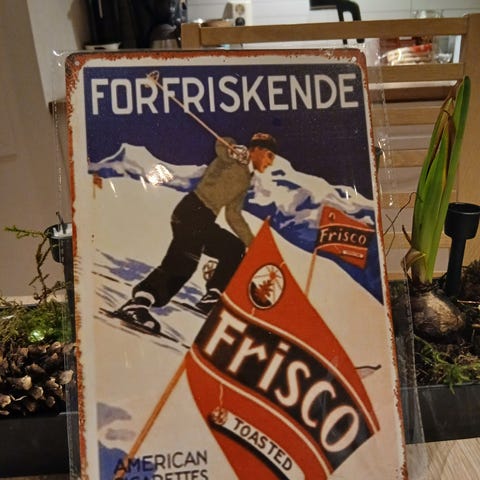 FORFRISKENDE
Frisco
Frisco
TOASTED
AMERICAN
CIGARETTES